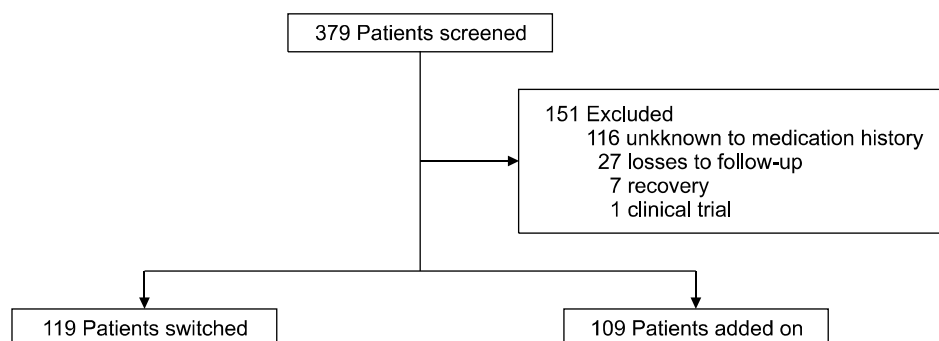 379 Patients screened
151 Excluded
116 unkknown to medication history
27 losses to follow-up
7 recovery
1 clinical trial
119 Patients switched
109 Patients added on